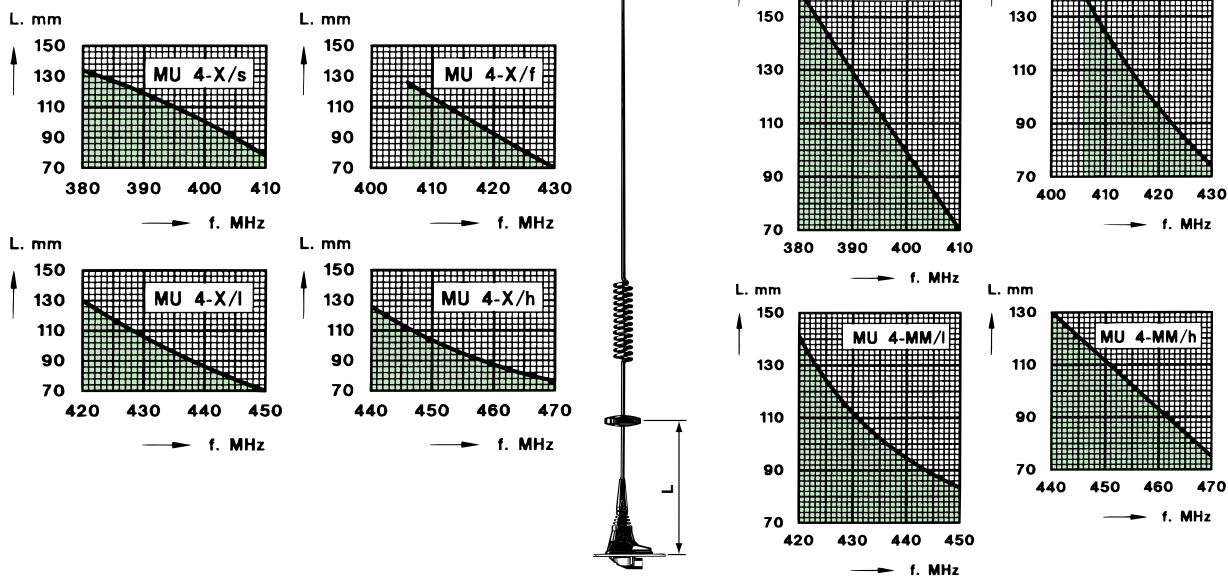 L. mm
150
130
110
90
70
MU 4-X/s
380 390 400 410
f. MHz
L. mm
150
130
110
90
70
MU 4-X/f
400 410 420 430
f. MHz
L. mm
150
130
110
90
70
MU 4-X/l
420 430 440 450
f. MHz
L. mm
150
130
110
90
70
MU 4-X/h
440 450 460 470
f. MHz
L
150
130
110
90
70
380 390 400 410
f. MHz
130
110
90
70
400 410 420 430
f. MHz
L. mm
150
130
110
90
70
MU 4-MM/l
420 430 440 450
f. MHz
L. mm
130
110
90
70
MU 4-MM/h
440 450 460 470
f. MHz